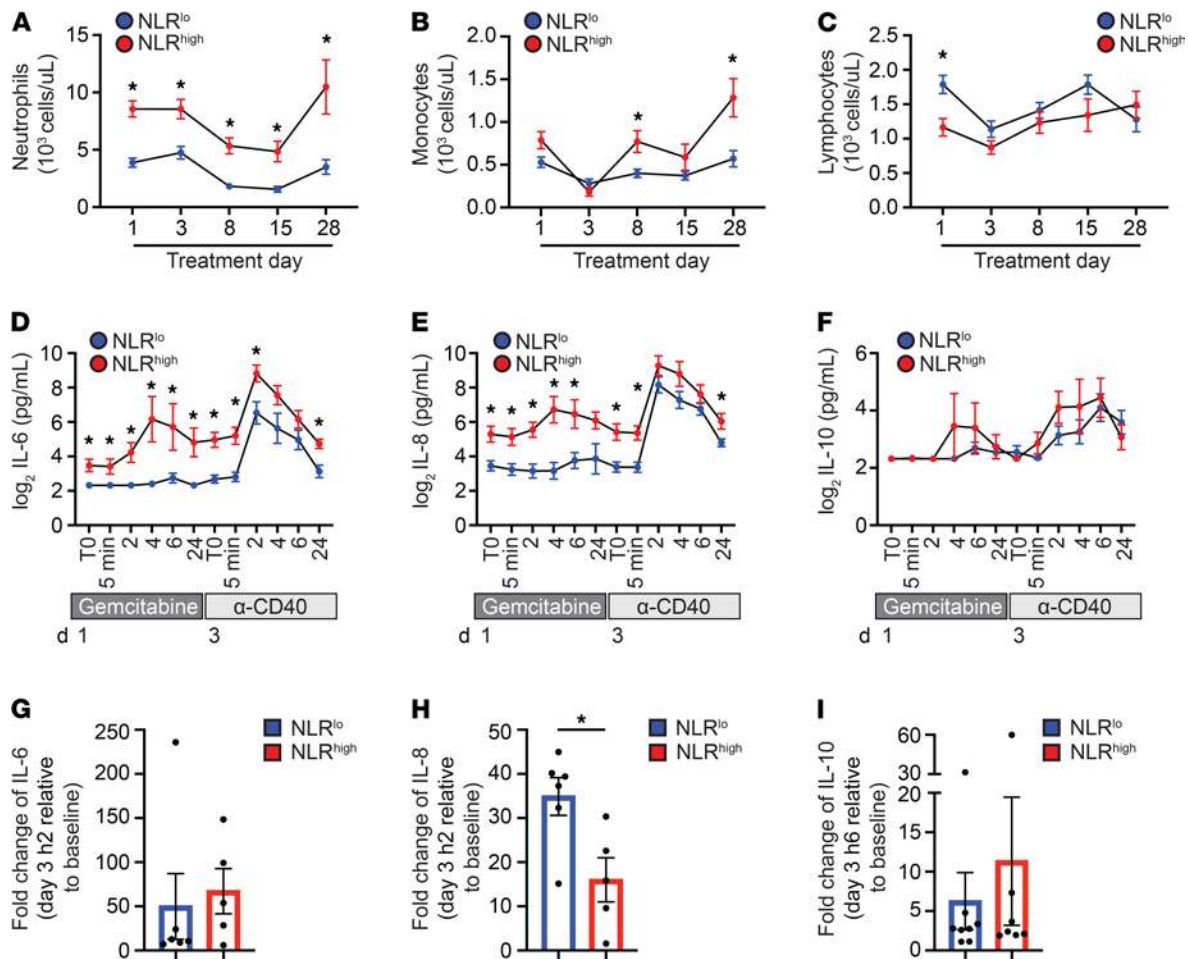 A
NLRlo
NLRhigh
Neutrophils
(10³ cells/uL)
15
10
5
0
* * * * *
1 3 8 15 28
Treatment day
B
NLRlo
NLRhigh
Monocytes
(10³ cells/uL)
2.0
1.5
1.0
0.5
0.0
* *
1 3 8 15 28
Treatment day
C
NLRlo
NLRhigh
Lymphocytes
(10³ cells/uL)
2.5
2.0
1.5
1.0
0.5
0.0
*
1 3 8 15 28
Treatment day
D
NLRlo
NLRhigh
log₂ IL-6 (pg/mL)
10
8
6
4
2
0
* * * * * * * * * *
T0 5 min 2 4 6 24 T0 5 min 2 4 6 24
Gemcitabine α-CD40
d 1 3
E
NLRlo
NLRhigh
log₂ IL-8 (pg/mL)
10
8
6
4
2
0
* * * * * * * *
T0 5 min 2 4 6 24 T0 5 min 2 4 6 24
Gemcitabine α-CD40
d 1 3
F
NLRlo
NLRhigh
log₂ IL-10 (pg/mL)
6
4
2
0
T0 5 min 2 4 6 24 T0 5 min 2 4 6 24
Gemcitabine α-CD40
d 1 3
G
NLRlo
NLRhigh
Fold change of IL-6
(day 3 h2 relative
to baseline)
250
200
150
100
50
0
H
NLRlo
NLRhigh
Fold change of IL-8
(day 3 h2 relative
to baseline)
50
40
30
20
10
0
*
I
NLRlo
NLRhigh
Fold change of IL-10
(day 3 h6 relative
to baseline)
60
30
20
15
10
5
0